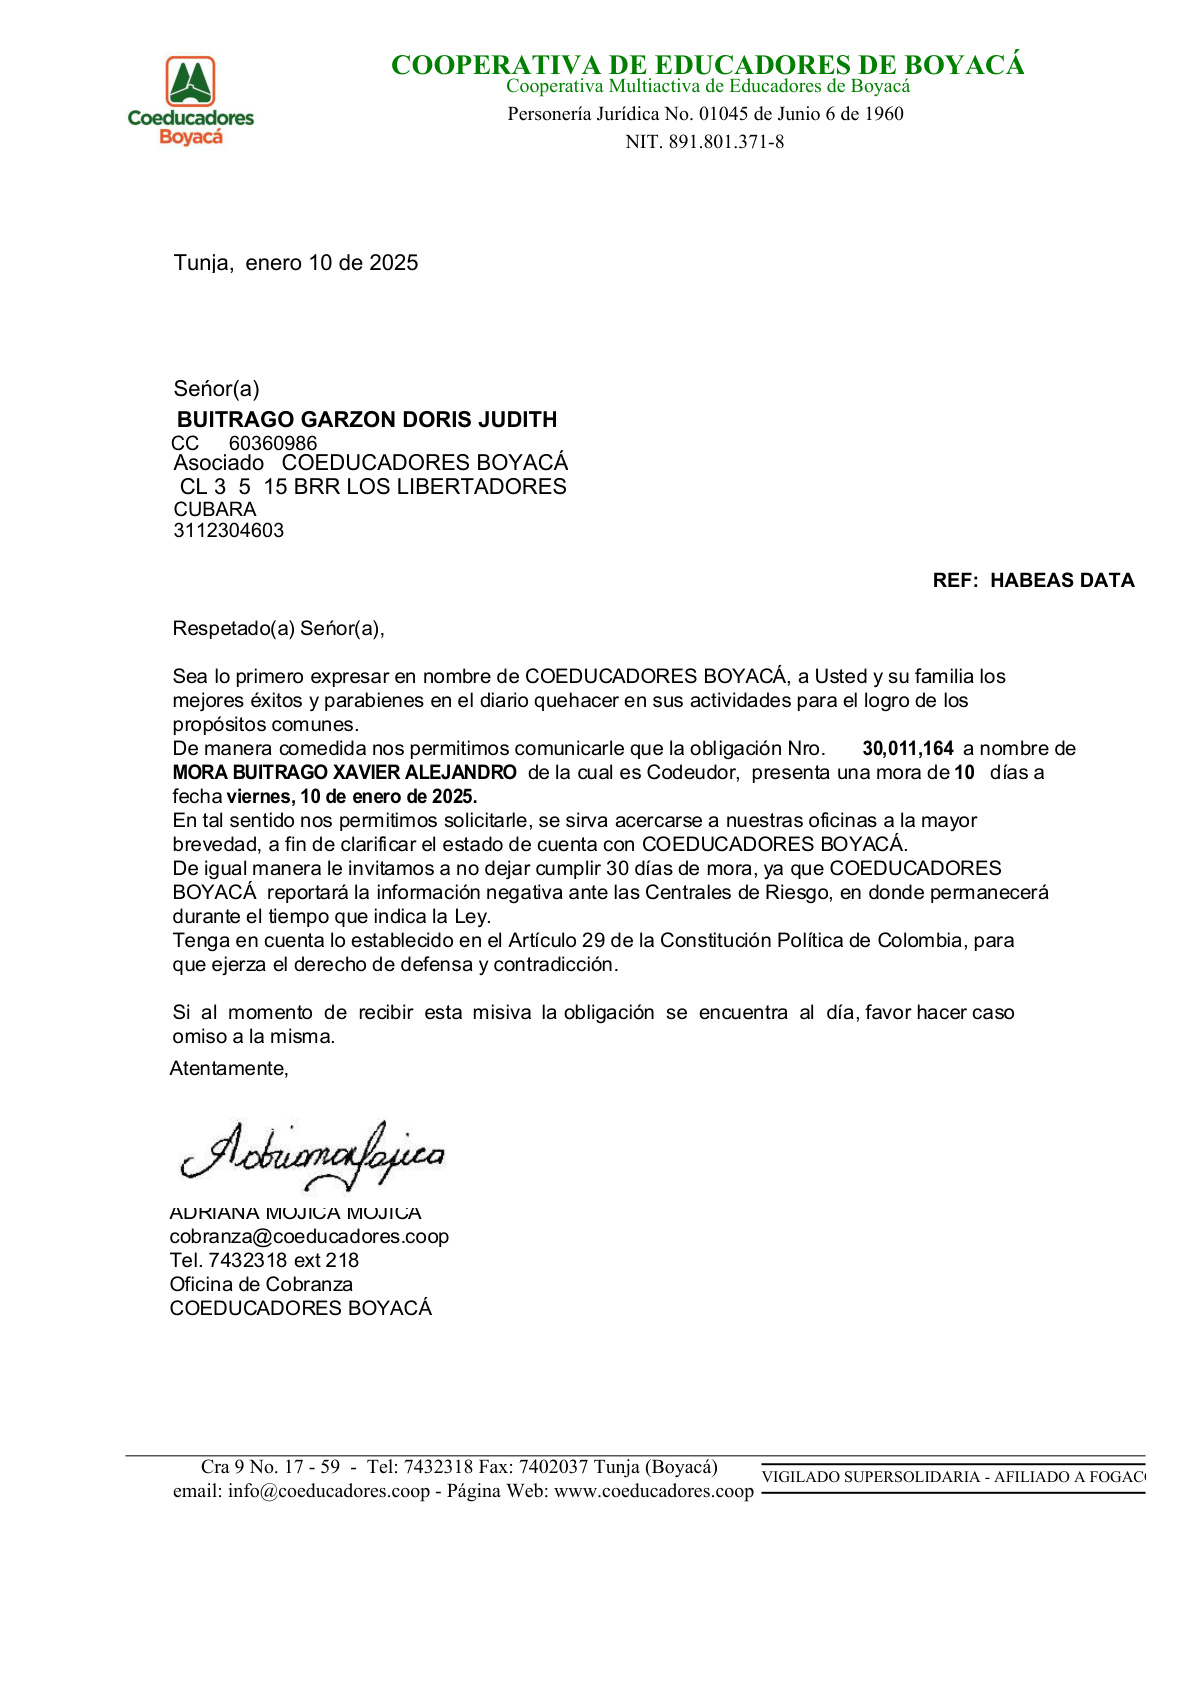 Coeducadores
Boyacá
COOPERATIVA DE EDUCADORES DE BOYACÁ
Cooperativa Multiactiva de Educadores de Boyacá
Personería Jurídica No. 01045 de Junio 6 de 1960
NIT. 891.801.371-8
Tunja, enero 10 de 2025
Seńor(a)
BUITRAGO GARZON DORIS JUDITH
CC 60360986
Asociado COEDUCADORES BOYACÁ
CL 3 5 15 BRR LOS LIBERTADORES
CUBARA
3112304603
REF: HABEAS DATA
Respetado(a) Seńor(a),
Sea lo primero expresar en nombre de COEDUCADORES BOYACÁ, a Usted y su familia los
mejores éxitos y parabienes en el diario quehacer en sus actividades para el logro de los
propósitos comunes.
De manera comedida nos permitimos comunicarle que la obligación Nro. 30,011,164 a nombre de
MORA BUITRAGO XAVIER ALEJANDRO de la cual es Codeudor, presenta una mora de 10 días a
fecha viernes, 10 de enero de 2025.
En tal sentido nos permitimos solicitarle, se sirva acercarse a nuestras oficinas a la mayor
brevedad, a fin de clarificar el estado de cuenta con COEDUCADORES BOYACÁ.
De igual manera le invitamos a no dejar cumplir 30 días de mora, ya que COEDUCADORES
BOYACÁ reportará la información negativa ante las Centrales de Riesgo, en donde permanecerá
durante el tiempo que indica la Ley.
Tenga en cuenta lo establecido en el Artículo 29 de la Constitución Política de Colombia, para
que ejerza el derecho de defensa y contradicción.
Si al momento de recibir esta misiva la obligación se encuentra al día, favor hacer caso
omiso a la misma.
Atentamente,
Adrianamojica
ADRIANA MOJICA MOJICA
cobranza@coeducadores.coop
Tel. 7432318 ext 218
Oficina de Cobranza
COEDUCADORES BOYACÁ
Cra 9 No. 17 - 59 - Tel: 7432318 Fax: 7402037 Tunja (Boyacá)
email: info@coeducadores.coop - Página Web: www.coeducadores.coop
VIGILADO SUPERSOLIDARIA - AFILIADO A FOGAC